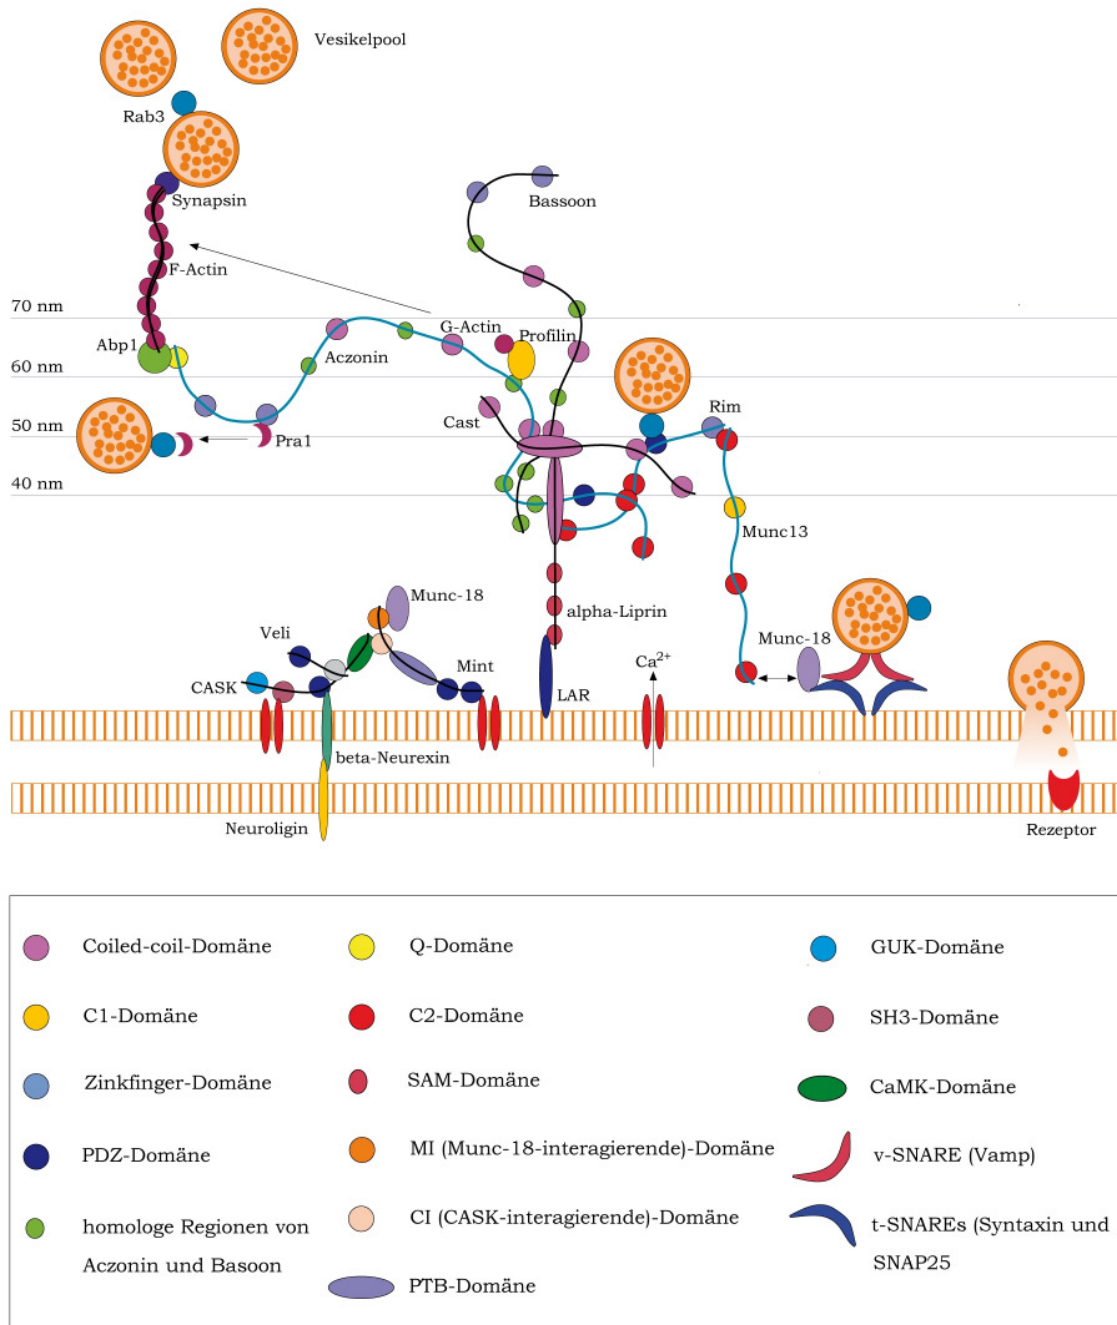 Vesikelpool
Rab3
Synapsin
Bassoon
F-Actin
70 nm
G-Actin
Profilin
Abp1
Aczonin
60 nm
Cast
Rim
50 nm
Pra1
40 nm
Munc13
Munc-18
alpha-Liprin
Veli
Munc-18
Ca2+
Mint
CASK
LAR
beta-Neurexin
Neuroligin
Rezeptor
Coiled-coil-Domäne
Q-Domäne
GUK-Domäne
C1-Domäne
C2-Domäne
SH3-Domäne
Zinkfinger-Domäne
SAM-Domäne
CaMK-Domäne
PDZ-Domäne
MI (Munc-18-interagierende)-Domäne
v-SNARE (Vamp)
homologe Regionen von
Aczonin und Basoon
CI (CASK-interagierende)-Domäne
t-SNAREs (Syntaxin und
SNAP25
PTB-Domäne